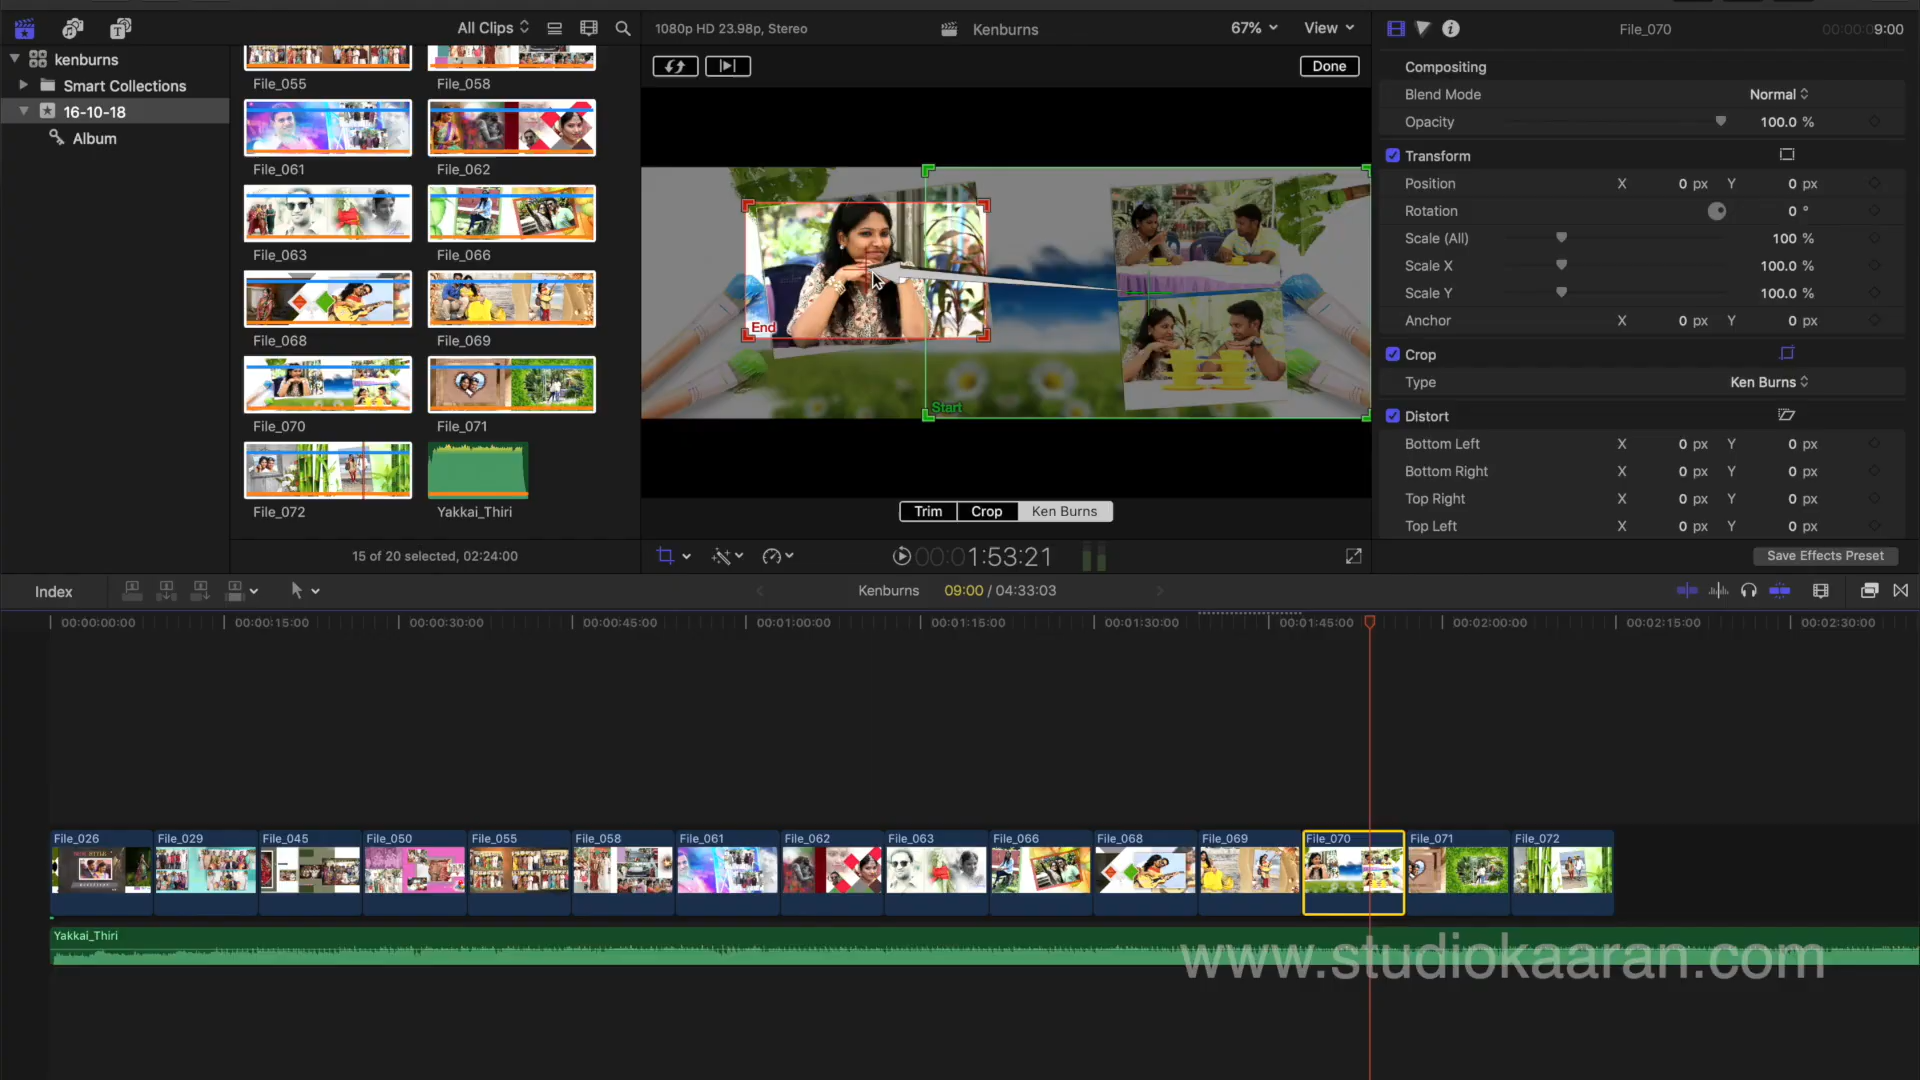 All Clips
1080p HD 23.98p, Stereo
Kenburns
67%
View
File_070
00:00:09:00
kenburns
Smart Collections
16-10-18
Album
File_055
File_058
File_061
File_062
File_063
File_066
File_068
File_069
File_070
File_071
File_072
Yakkai_Thiri
15 of 20 selected, 02:24:00
Done
End
Start
Trim
Crop
Ken Burns
00:00:01:53:21
Compositing
Blend Mode Normal
Opacity 100.0 %
Transform
Position X 0 px Y 0 px
Rotation 0 °
Scale (All) 100 %
Scale X 100.0 %
Scale Y 100.0 %
Anchor X 0 px Y 0 px
Crop
Type Ken Burns
Distort
Bottom Left X 0 px Y 0 px
Bottom Right X 0 px Y 0 px
Top Right X 0 px Y 0 px
Top Left X 0 px Y 0 px
Save Effects Preset
Index
Kenburns 09:00 / 04:33:03
00:00:00:00 00:00:15:00 00:00:30:00 00:00:45:00 00:01:00:00 00:01:15:00 00:01:30:00 00:01:45:00 00:02:00:00 00:02:15:00 00:02:30:00
File_026 File_029 File_045 File_050 File_055 File_058 File_061 File_062 File_063 File_066 File_068 File_069 File_070 File_071 File_072
Yakkai_Thiri
www.studiokaaran.com